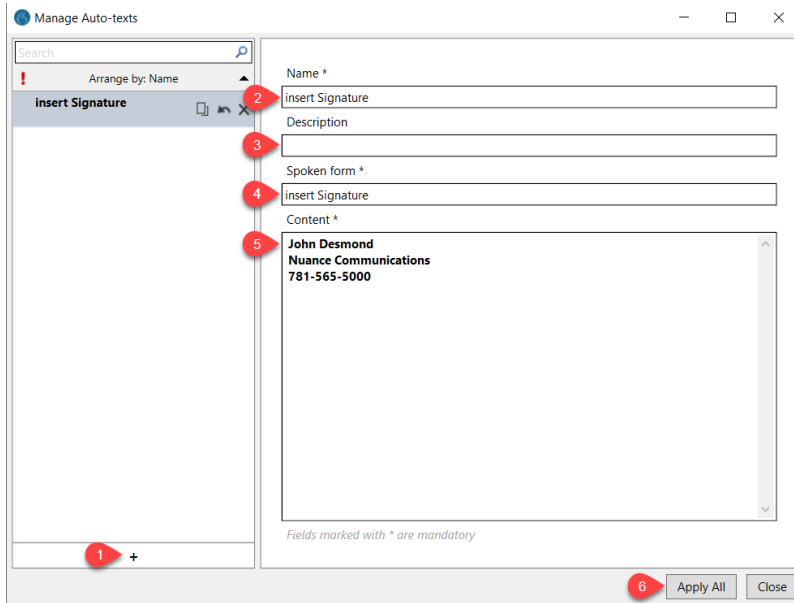 Manage Auto-texts
Search
! Arrange by: Name
insert Signature
1
+
Name *
2 insert Signature
Description
3
Spoken form *
4 insert Signature
Content *
5 John Desmond
Nuance Communications
781-565-5000
Fields marked with * are mandatory
6 Apply All Close